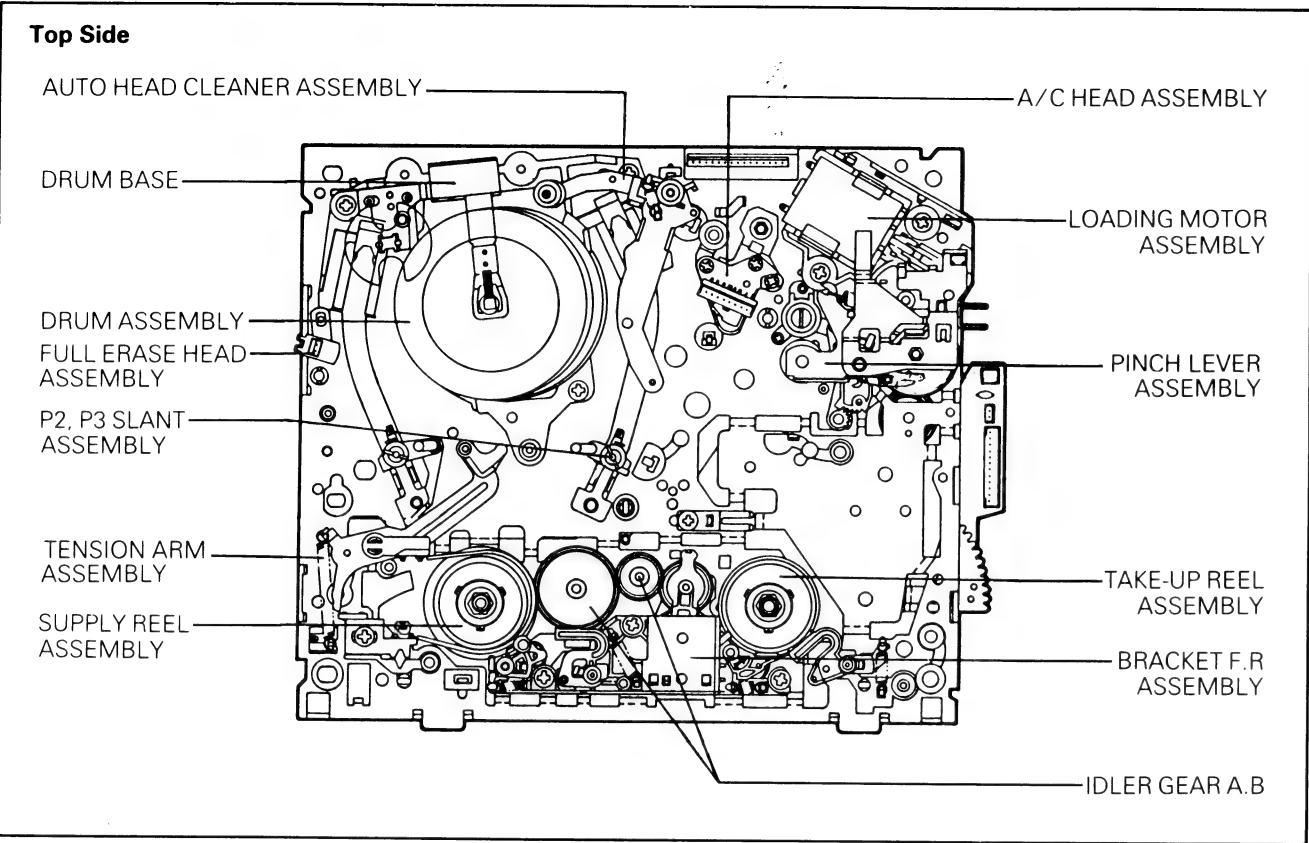 Top Side
AUTO HEAD CLEANER ASSEMBLY
DRUM BASE
DRUM ASSEMBLY
FULL ERASE HEAD
ASSEMBLY
P2, P3 SLANT
ASSEMBLY
TENSION ARM
ASSEMBLY
SUPPLY REEL
ASSEMBLY
A/C HEAD ASSEMBLY
LOADING MOTOR
ASSEMBLY
PINCH LEVER
ASSEMBLY
TAKE-UP REEL
ASSEMBLY
BRACKET F.R
ASSEMBLY
IDLER GEAR A.B